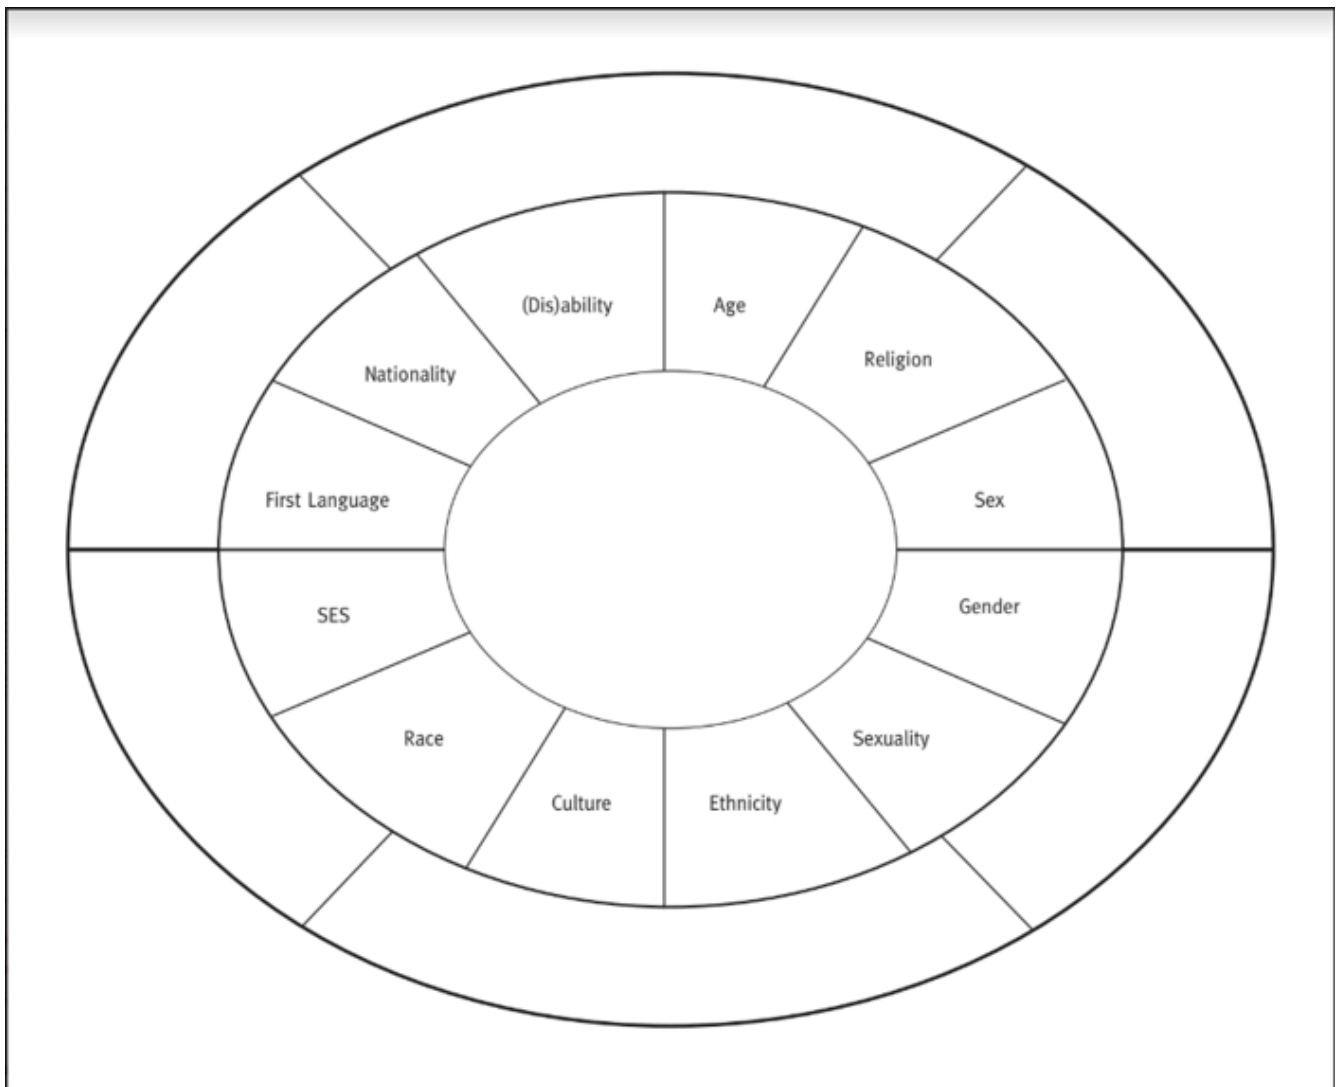 (Dis)ability
Age
Religion
Nationality
First Language
Sex
SES
Gender
Race
Sexuality
Culture
Ethnicity